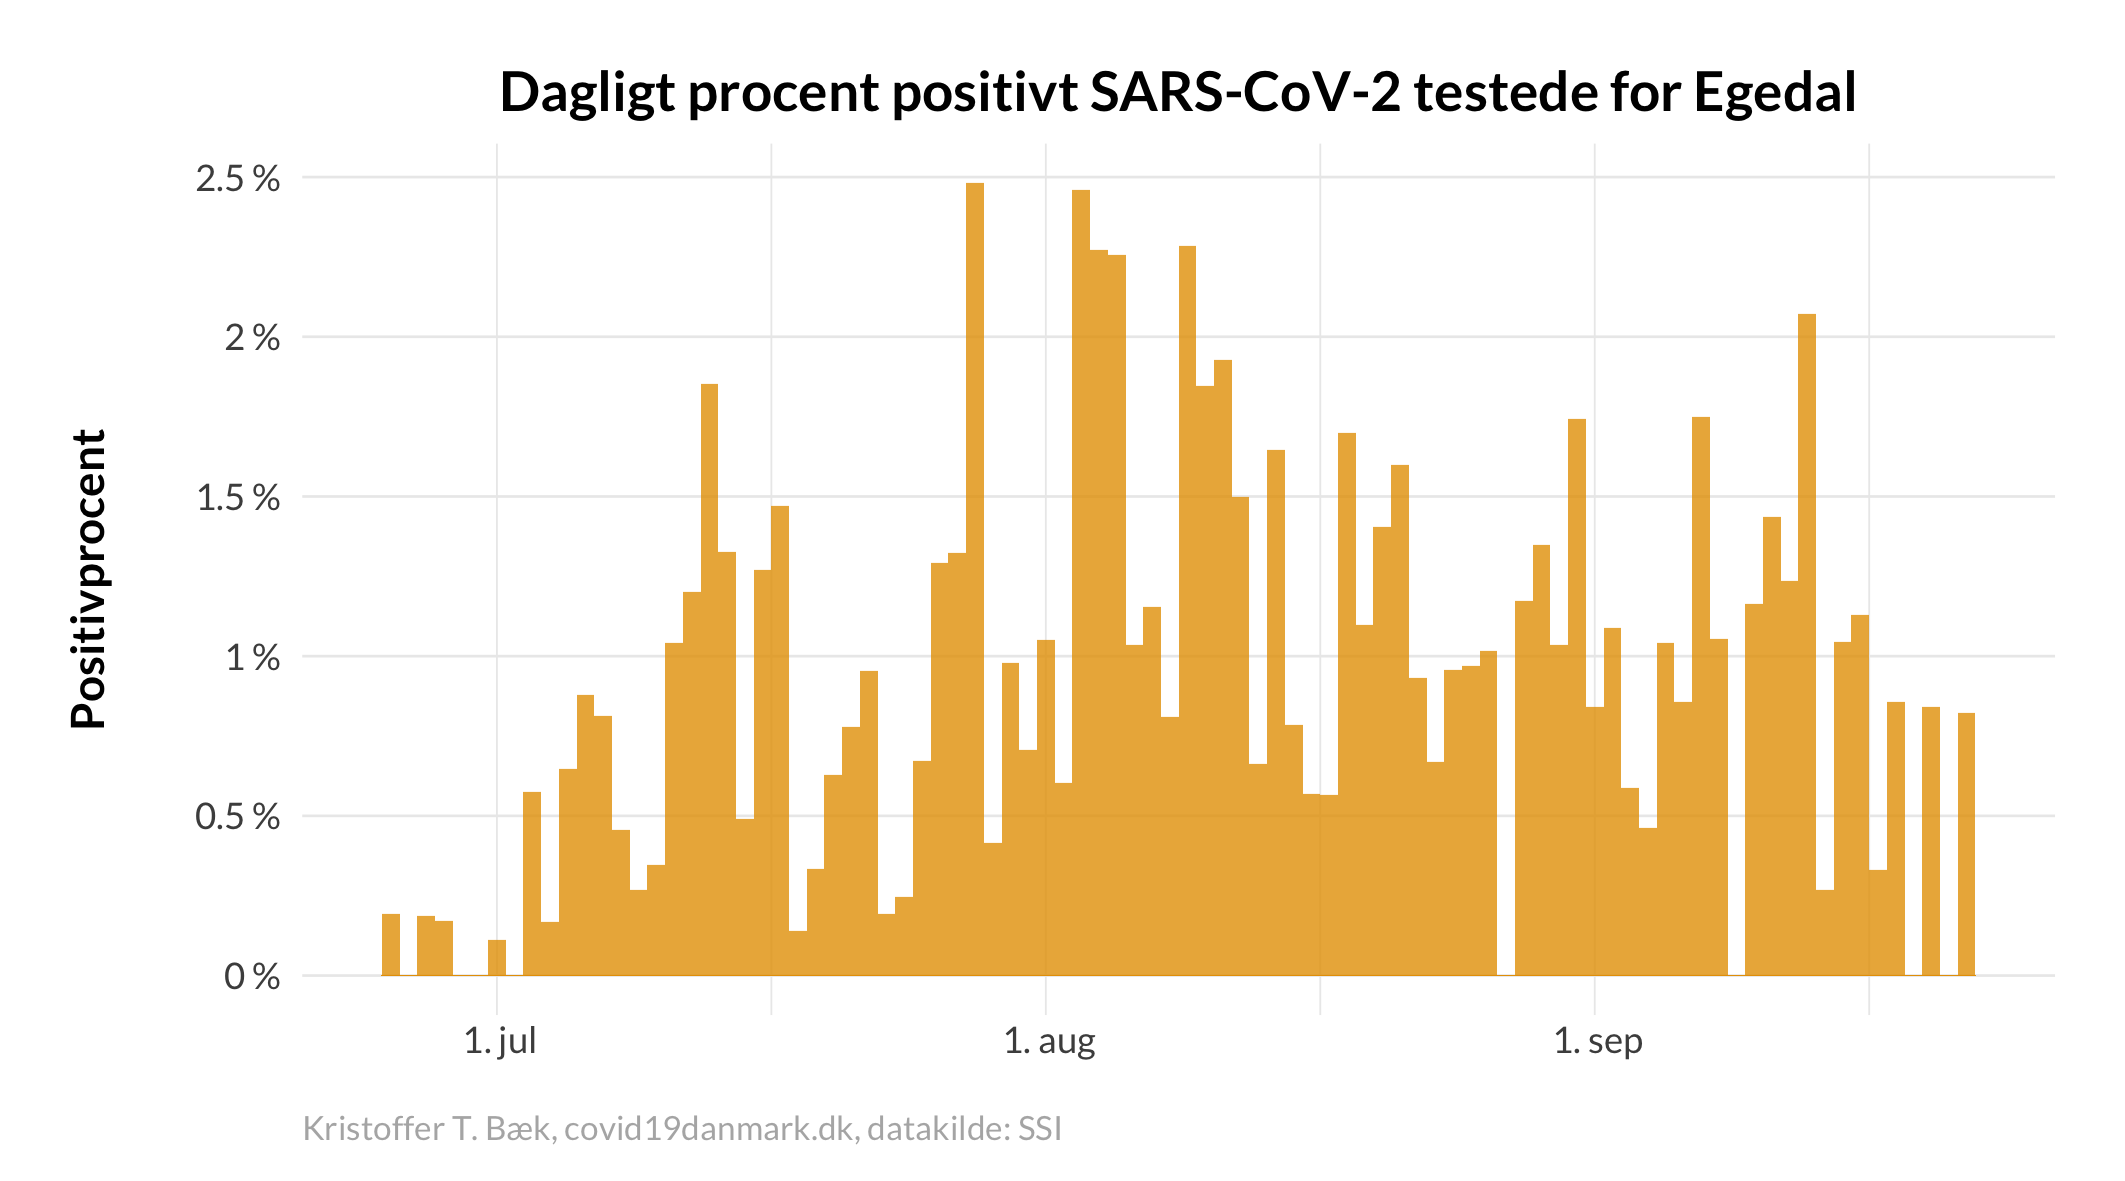 Dagligt procent positivt SARS-CoV-2 testede for Egedal
Positivprocent
2.5 %
2 %
1.5 %
1 %
0.5 %
0 %
1. jul
1. aug
1. sep
Kristoffer T. Bæk, covid19danmark.dk, datakilde: SSI